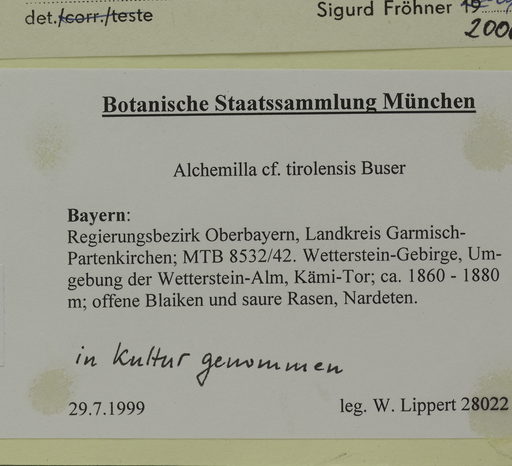 det./corr./teste
Sigurd Fröhner 19
200
Botanische Staatssammlung München
Alchemilla cf. tirolensis Buser
Bayern:
Regierungsbezirk Oberbayern, Landkreis Garmisch-
Partenkirchen; MTB 8532/42. Wetterstein-Gebirge, Um-
gebung der Wetterstein-Alm, Kämi-Tor; ca. 1860 - 1880
m; offene Blaiken und saure Rasen, Nardeten.
in Kultur genommen
29.7.1999
leg. W. Lippert 28022